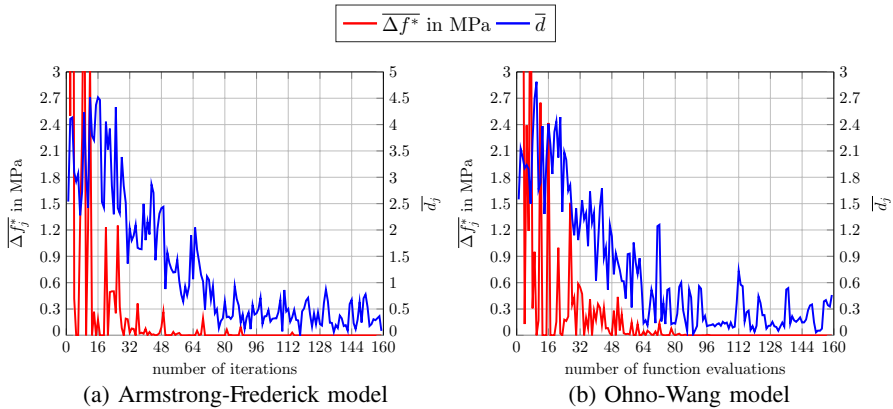 Δf* in MPa d
3 2.7 2.4 2.1 1.8 1.5 1.2 0.9 0.6 0.3 0
Δf*j in MPa
5 4.5 4 3.5 3 2.5 2 1.5 1 0.5 0
dj
0 16 32 48 64 80 96 112 128 144 160
number of iterations
(a) Armstrong-Frederick model
3 2.7 2.4 2.1 1.8 1.5 1.2 0.9 0.6 0.3 0
Δf*j in MPa
3 2.7 2.4 2.1 1.8 1.5 1.2 0.9 0.6 0.3 0
dj
0 16 32 48 64 80 96 112 128 144 160
number of function evaluations
(b) Ohno-Wang model